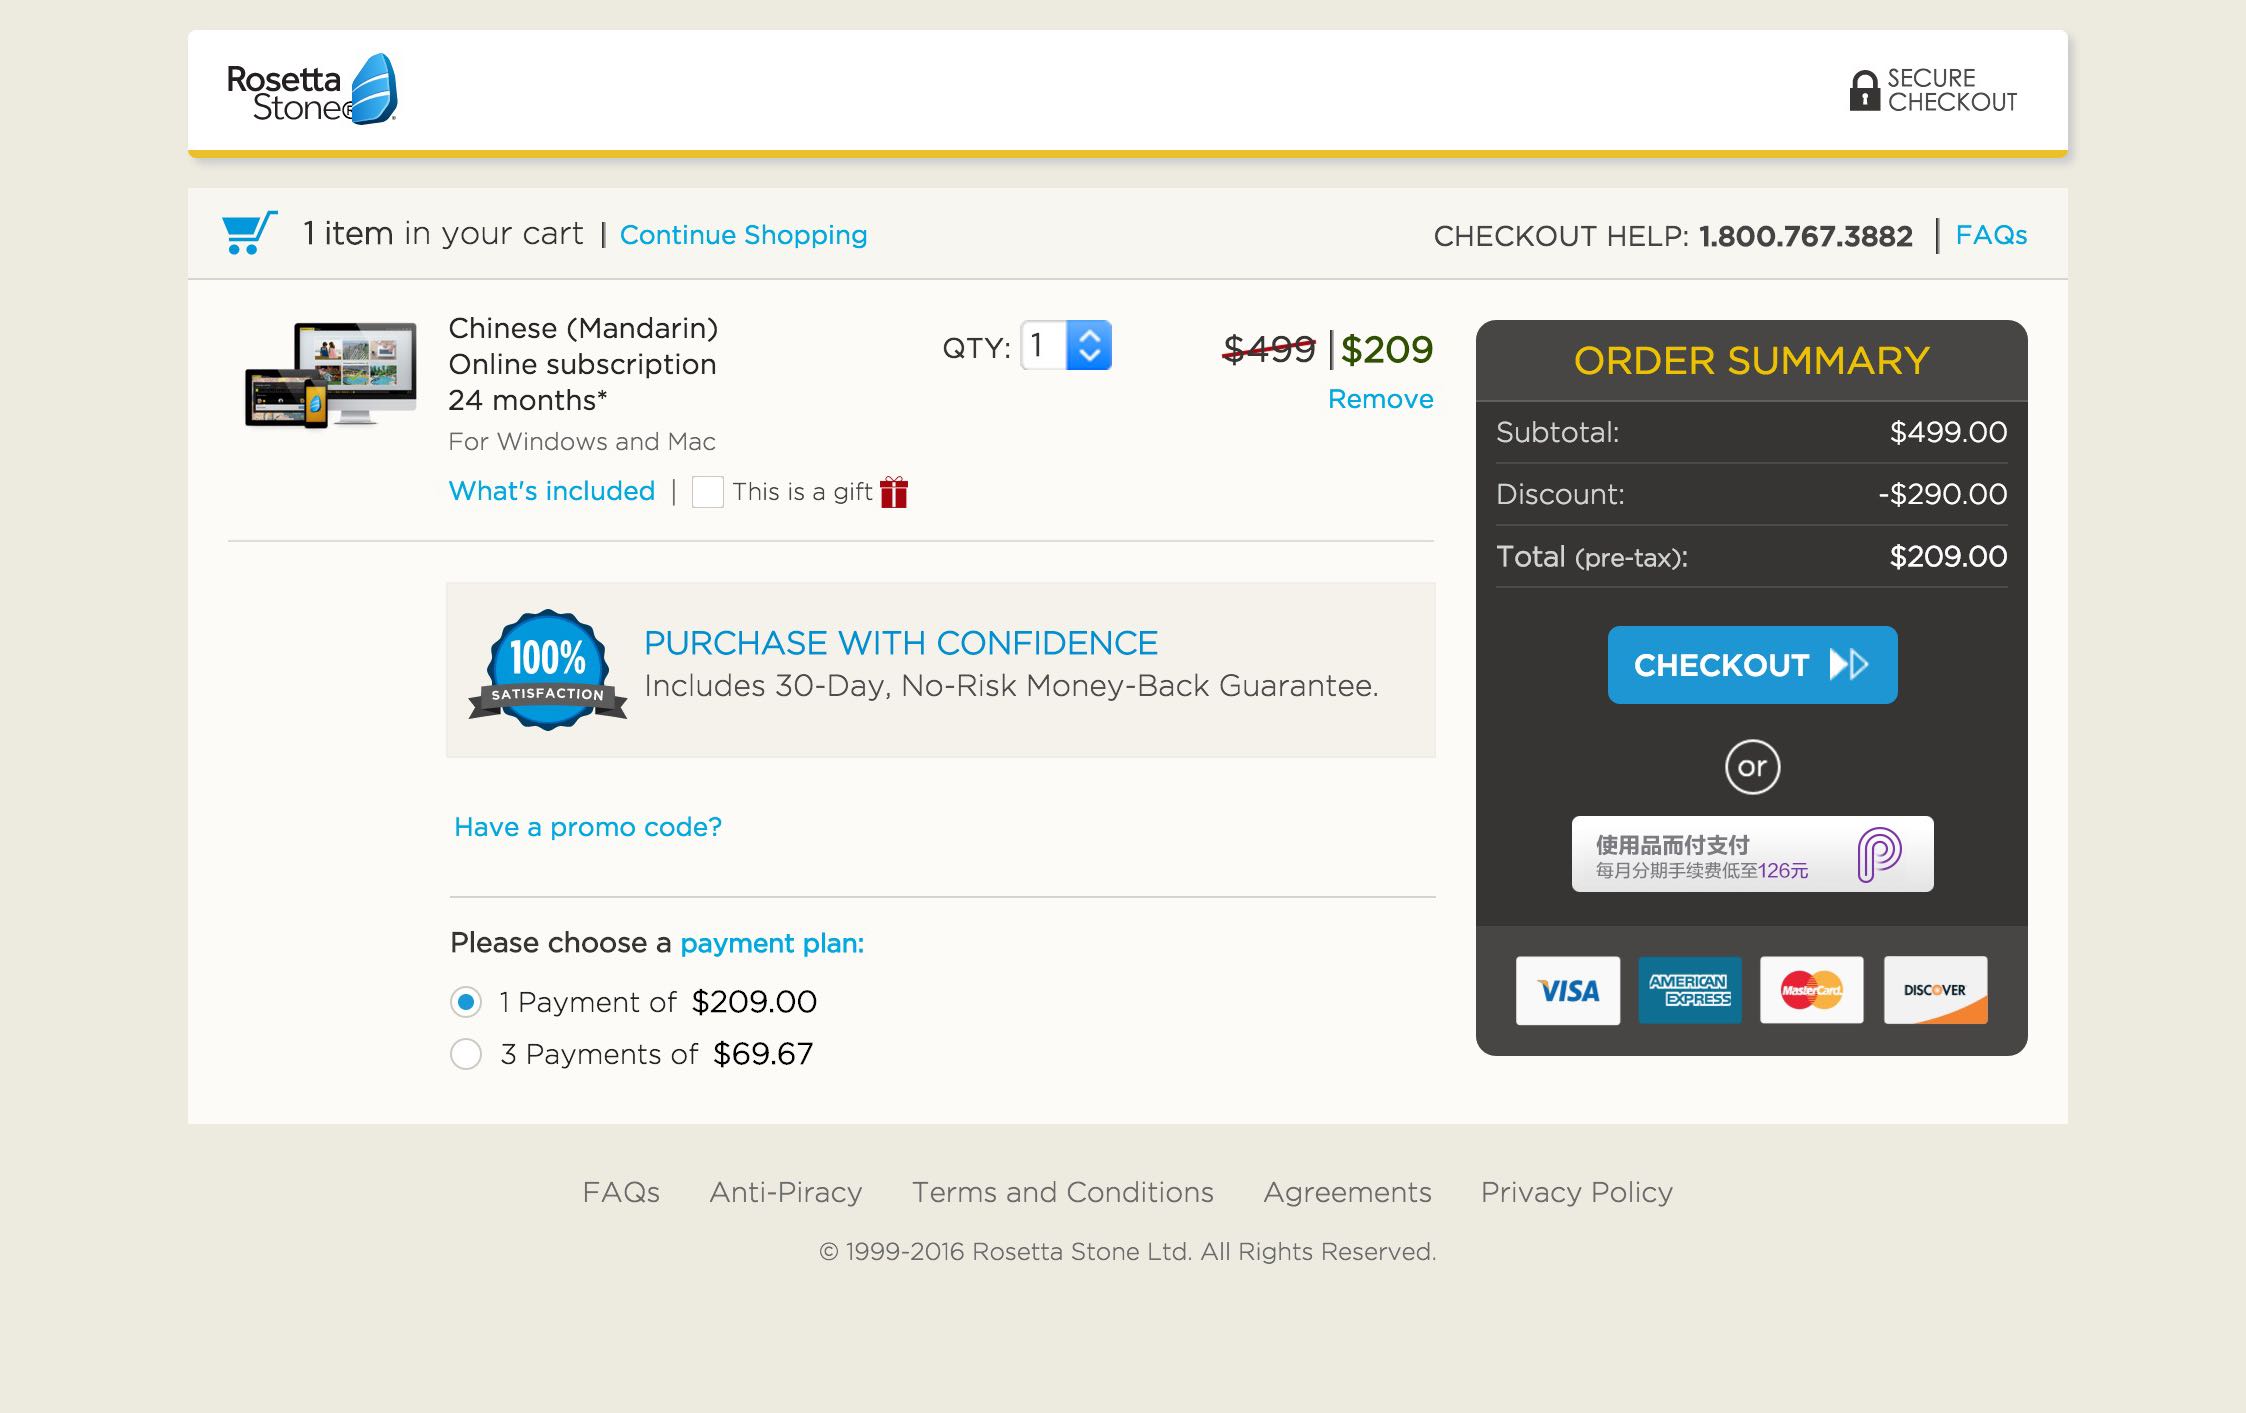 Rosetta
Stone®
SECURE
CHECKOUT
1 item in your cart | Continue Shopping
CHECKOUT HELP: 1.800.767.3882 | FAQs
Chinese (Mandarin)
Online subscription
24 months*
For Windows and Mac
What's included | This is a gift
QTY: 1
$499 | $209
Remove
100%
SATISFACTION
PURCHASE WITH CONFIDENCE
Includes 30-Day, No-Risk Money-Back Guarantee.
Have a promo code?
Please choose a payment plan:
1 Payment of $209.00
3 Payments of $69.67
ORDER SUMMARY
Subtotal: $499.00
Discount: -$290.00
Total (pre-tax): $209.00
CHECKOUT
or
使用品而付支付
每月分期手续费低至126元
VISA
AMERICAN
EXPRESS
MasterCard
DISCOVER
FAQs Anti-Piracy Terms and Conditions Agreements Privacy Policy
© 1999-2016 Rosetta Stone Ltd. All Rights Reserved.